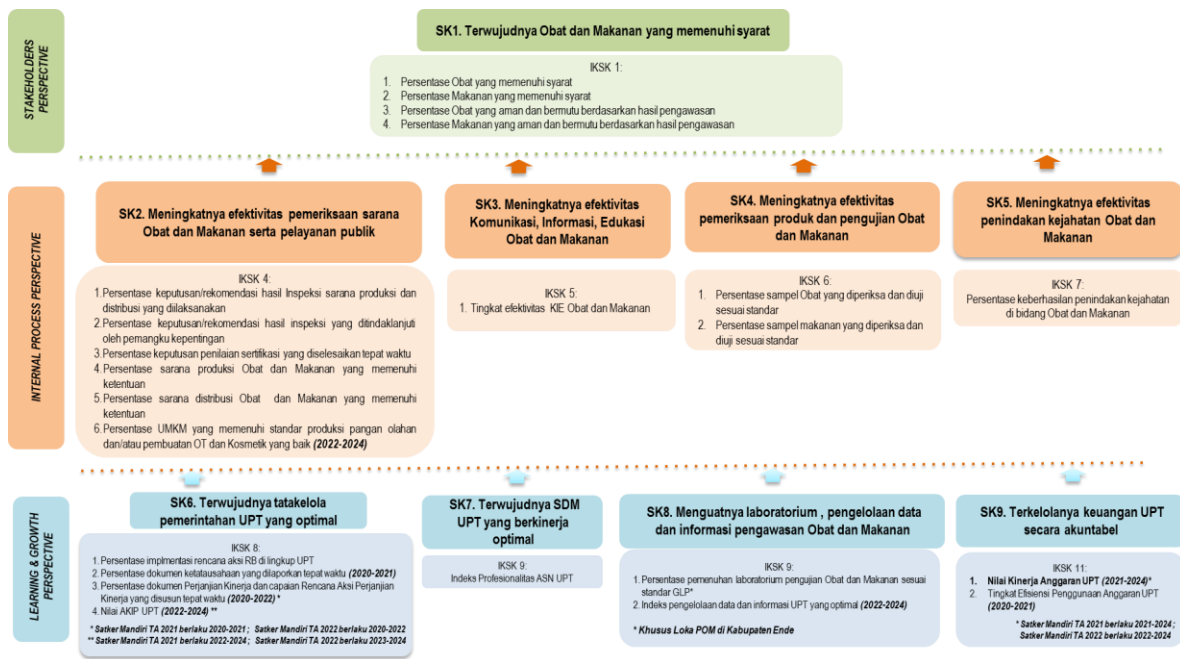 STAKEHOLDERS
PERSPECTIVE
SK1. Terwujudnya Obat dan Makanan yang memenuhi syarat
IKSK 1:
1. Persentase Obat yang memenuhi syarat
2. Persentase Makanan yang memenuhi syarat
3. Persentase Obat yang aman dan bermutu berdasarkan hasil pengawasan
4. Persentase Makanan yang aman dan bermutu berdasarkan hasil pengawasan
INTERNAL PROCESS PERSPECTIVE
SK2. Meningkatnya efektivitas pemeriksaan sarana
Obat dan Makanan serta pelayanan publik
IKSK 4:
1.Persentase keputusan/rekomendasi hasil Inspeksi sarana produksi dan
distribusi yang dilaksanakan
2.Persentase keputusan/rekomendasi hasil inspeksi yang ditindaklanjuti
oleh pemangku kepentingan
3.Persentase keputusan penilaian sertifikasi yang diselesaikan tepat waktu
4.Persentase sarana produksi Obat dan Makanan yang memenuhi
ketentuan
5.Persentase sarana distribusi Obat dan Makanan yang memenuhi
ketentuan
6.Persentase UMKM yang memenuhi standar produksi pangan olahan
dan/atau pembuatan OT dan Kosmetik yang baik (2022-2024)
SK3. Meningkatnya efektivitas
Komunikasi, Informasi, Edukasi
Obat dan Makanan
IKSK 5:
1. Tingkat efektivitas KIE Obat dan Makanan
SK4. Meningkatnya efektivitas
pemeriksaan produk dan pengujian Obat
dan Makanan
IKSK 6:
1. Persentase sampel Obat yang diperiksa dan diuji
sesuai standar
2. Persentase sampel makanan yang diperiksa dan
diuji sesuai standar
SK5. Meningkatnya efektivitas
penindakan kejahatan Obat dan
Makanan
IKSK 7:
Persentase keberhasilan penindakan kejahatan
di bidang Obat dan Makanan
LEARNING & GROWTH
PERSPECTIVE
SK6. Terwujudnya tatakelola
pemerintahan UPT yang optimal
IKSK 8:
1. Persentase implmentasi rencana aksi RB di lingkup UPT
2. Persentase dokumen ketatausahaan yang dilaporkan tepat waktu (2020-2021)
3. Persentase dokumen Perjanjian Kinerja dan capaian Rencana Aksi Perjanjian
Kinerja yang disusun tepat waktu (2020-2022) *
4. Nilai AKIP UPT (2022-2024) **
* Satker Mandiri TA 2021 berlaku 2020-2021 ; Satker Mandiri TA 2022 berlaku 2020-2022
** Satker Mandiri TA 2021 berlaku 2022-2024 ; Satker Mandiri TA 2022 berlaku 2023-2024
SK7. Terwujudnya SDM
UPT yang berkinerja
optimal
IKSK 9:
Indeks Profesionalitas ASN UPT
SK8. Menguatnya laboratorium , pengelolaan data
dan informasi pengawasan Obat dan Makanan
IKSK 9:
1. Persentase pemenuhan laboratorium pengujian Obat dan Makanan sesuai
standar GLP*
2. Indeks pengelolaan data dan informasi UPT yang optimal (2022-2024)
* Khusus Loka POM di Kabupaten Ende
SK9. Terkelolanya keuangan UPT
secara akuntabel
IKSK 11:
1. Nilai Kinerja Anggaran UPT (2021-2024)*
2. Tingkat Efisiensi Penggunaan Anggaran UPT
(2020-2021)
* Satker Mandiri TA 2021 berlaku 2021-2024 ;
Satker Mandiri TA 2022 berlaku 2022-2024